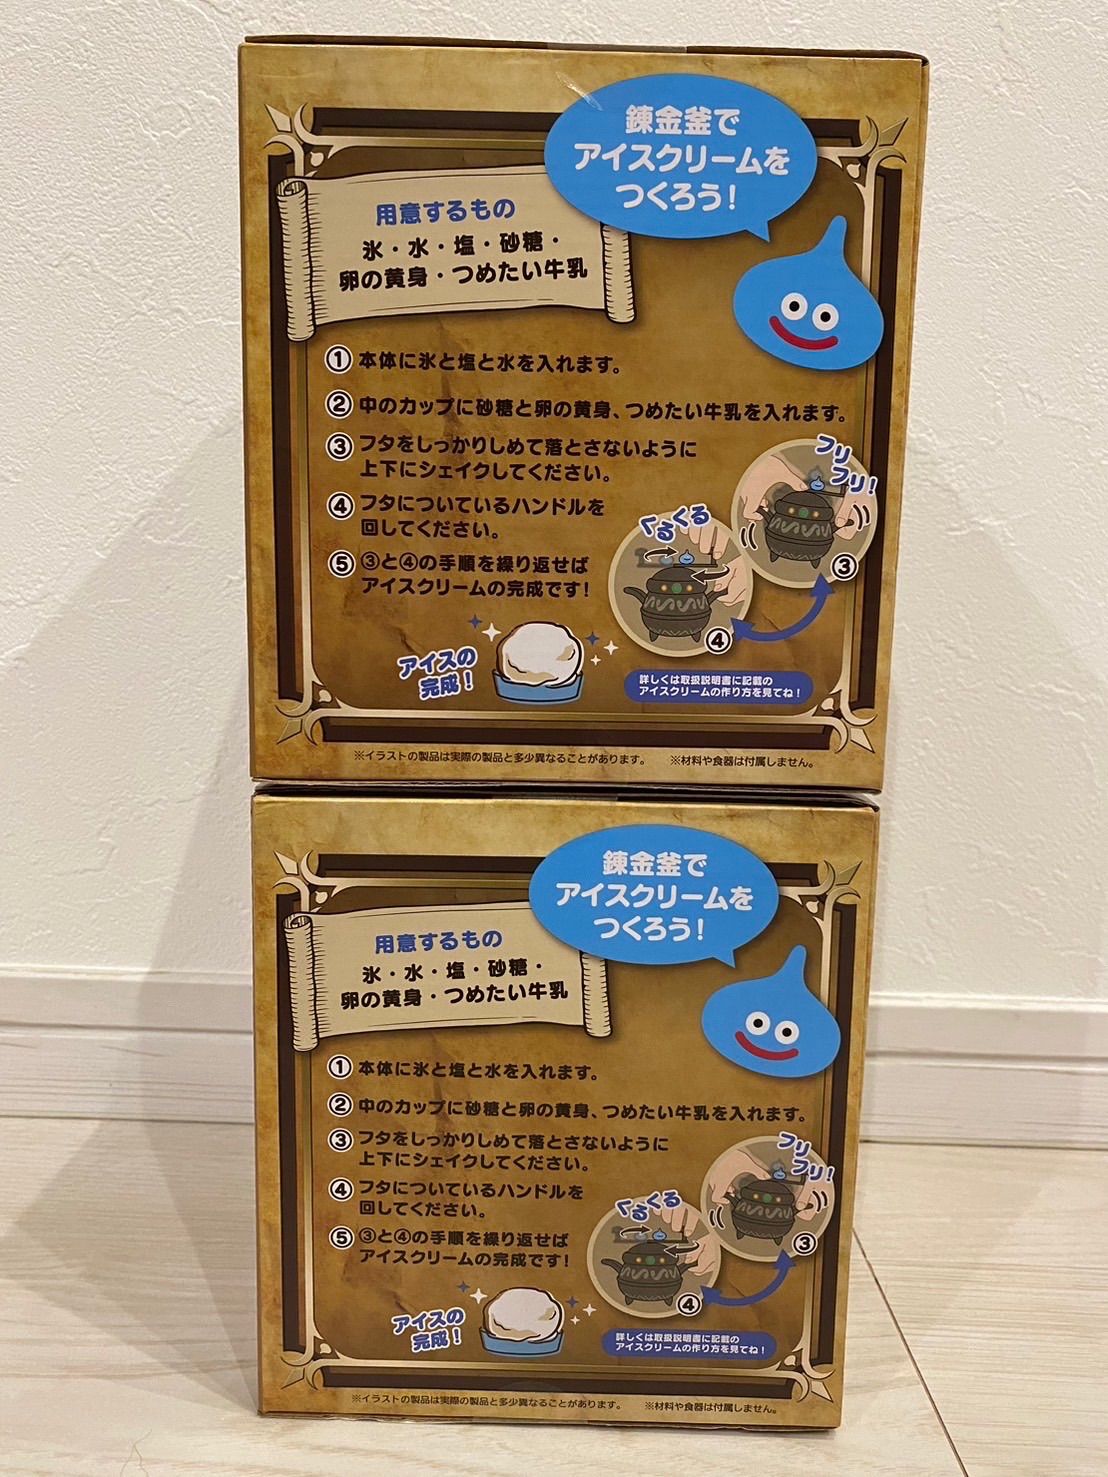 錬金釜で
アイスクリームを
つくろう!
用意するもの
氷・水・塩・砂糖・
卵の黄身・つめたい牛乳
① 本体に氷と塩と水を入れます。
② 中のカップに砂糖と卵の黄身、つめたい牛乳を入れます。
③ フタをしっかりしめて落とさないように
上下にシェイクしてください。
④ フタについているハンドルを
回してください。
⑤ ③と④の手順を繰り返せば
アイスクリームの完成です!
フリ
フリ!
③
くるくる
④
アイスの
完成!
詳しくは取扱説明書に記載の
アイスクリームの作り方を見てね!
※イラストの製品は実際の製品と多少異なることがあります。 ※材料や食器は付属しません。
錬金釜で
アイスクリームを
つくろう!
用意するもの
氷・水・塩・砂糖・
卵の黄身・つめたい牛乳
① 本体に氷と塩と水を入れます。
② 中のカップに砂糖と卵の黄身、つめたい牛乳を入れます。
③ フタをしっかりしめて落とさないように
上下にシェイクしてください。
④ フタについているハンドルを
回してください。
⑤ ③と④の手順を繰り返せば
アイスクリームの完成です!
フリ
フリ!
③
くるくる
④
アイスの
完成!
詳しくは取扱説明書に記載の
アイスクリームの作り方を見てね!
※イラストの製品は実際の製品と多少異なることがあります。 ※材料や食器は付属しません。